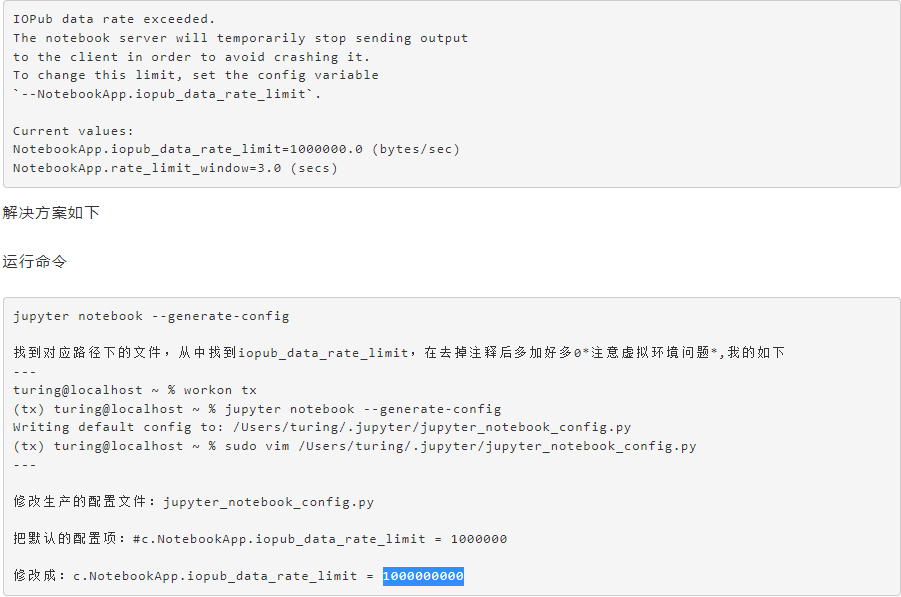 IOPub data rate exceeded.
The notebook server will temporarily stop sending output
to the client in order to avoid crashing it.
To change this limit, set the config variable
`--NotebookApp.iopub_data_rate_limit`.
Current values:
NotebookApp.iopub_data_rate_limit=1000000.0 (bytes/sec)
NotebookApp.rate_limit_window=3.0 (secs)
解决方案如下
运行命令
jupyter notebook --generate-config
找到对应路径下的文件，从中找到iopub_data_rate_limit，在去掉注释后多加好多0*注意虚拟环境问题*,我的如下
---
turing@localhost ~ % workon tx
(tx) turing@localhost ~ % jupyter notebook --generate-config
Writing default config to: /Users/turing/.jupyter/jupyter_notebook_config.py
(tx) turing@localhost ~ % sudo vim /Users/turing/.jupyter/jupyter_notebook_config.py
---
修改生产的配置文件：jupyter_notebook_config.py
把默认的配置项：#c.NotebookApp.iopub_data_rate_limit = 1000000
修改成：c.NotebookApp.iopub_data_rate_limit = 1000000000